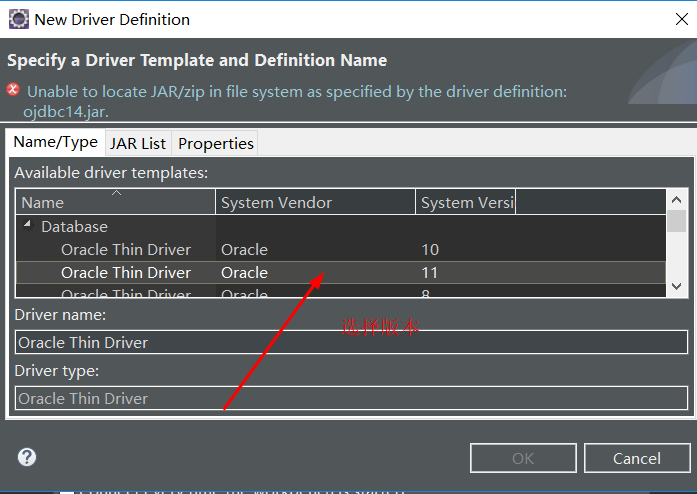 New Driver Definition
Specify a Driver Template and Definition Name
Unable to locate JAR/zip in file system as specified by the driver definition:
ojdbc14.jar.
Name/Type JAR List Properties
Available driver templates:
Name System Vendor System Versi
Database
Oracle Thin Driver Oracle 10
Oracle Thin Driver Oracle 11
Oracle Thin Driver Oracle 8
Driver name:
选择版本
Oracle Thin Driver
Driver type:
Oracle Thin Driver
? OK Cancel